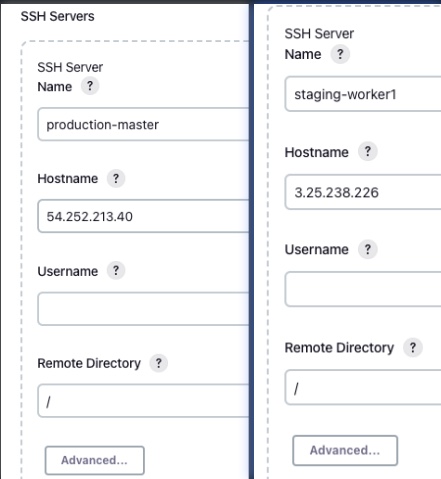 SSH Servers
SSH Server
Name ?
production-master
Hostname ?
54.252.213.40
Username ?
Remote Directory ?
/
Advanced...
SSH Server
Name ?
staging-worker1
Hostname ?
3.25.238.226
Username ?
Remote Directory ?
/
Advanced...